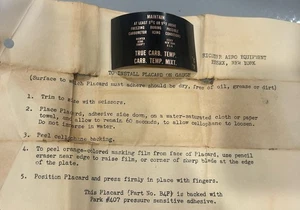 MAINTAIN
TRUE CARB. TEMP
CARB. TEMP. MIXT.
AERO EQUIPMENT
NEW YORK
TO INSTALL PLACARD ON GAUGE
(Surface to which Placard must adhere should be dry, free of oil, grease or dirt)
1. Trim to size with scissors.
2. Place Placard, adhesive side down, on a water-saturated cloth or paper
towel, and allow to remain 60 seconds, to allow cellophane to loosen.
Do not immerse in water.
3. Peel cellophane backing.
4. To peel orange-colored masking film from face of Placard, use pencil
eraser near edge to raise film, or corner of sharp blade at the edge
of the plate.
5. Position Placard and press firmly in place with fingers.
This Placard (Part No. B4P) is backed with
Park #407 pressure sensitive adhesive.